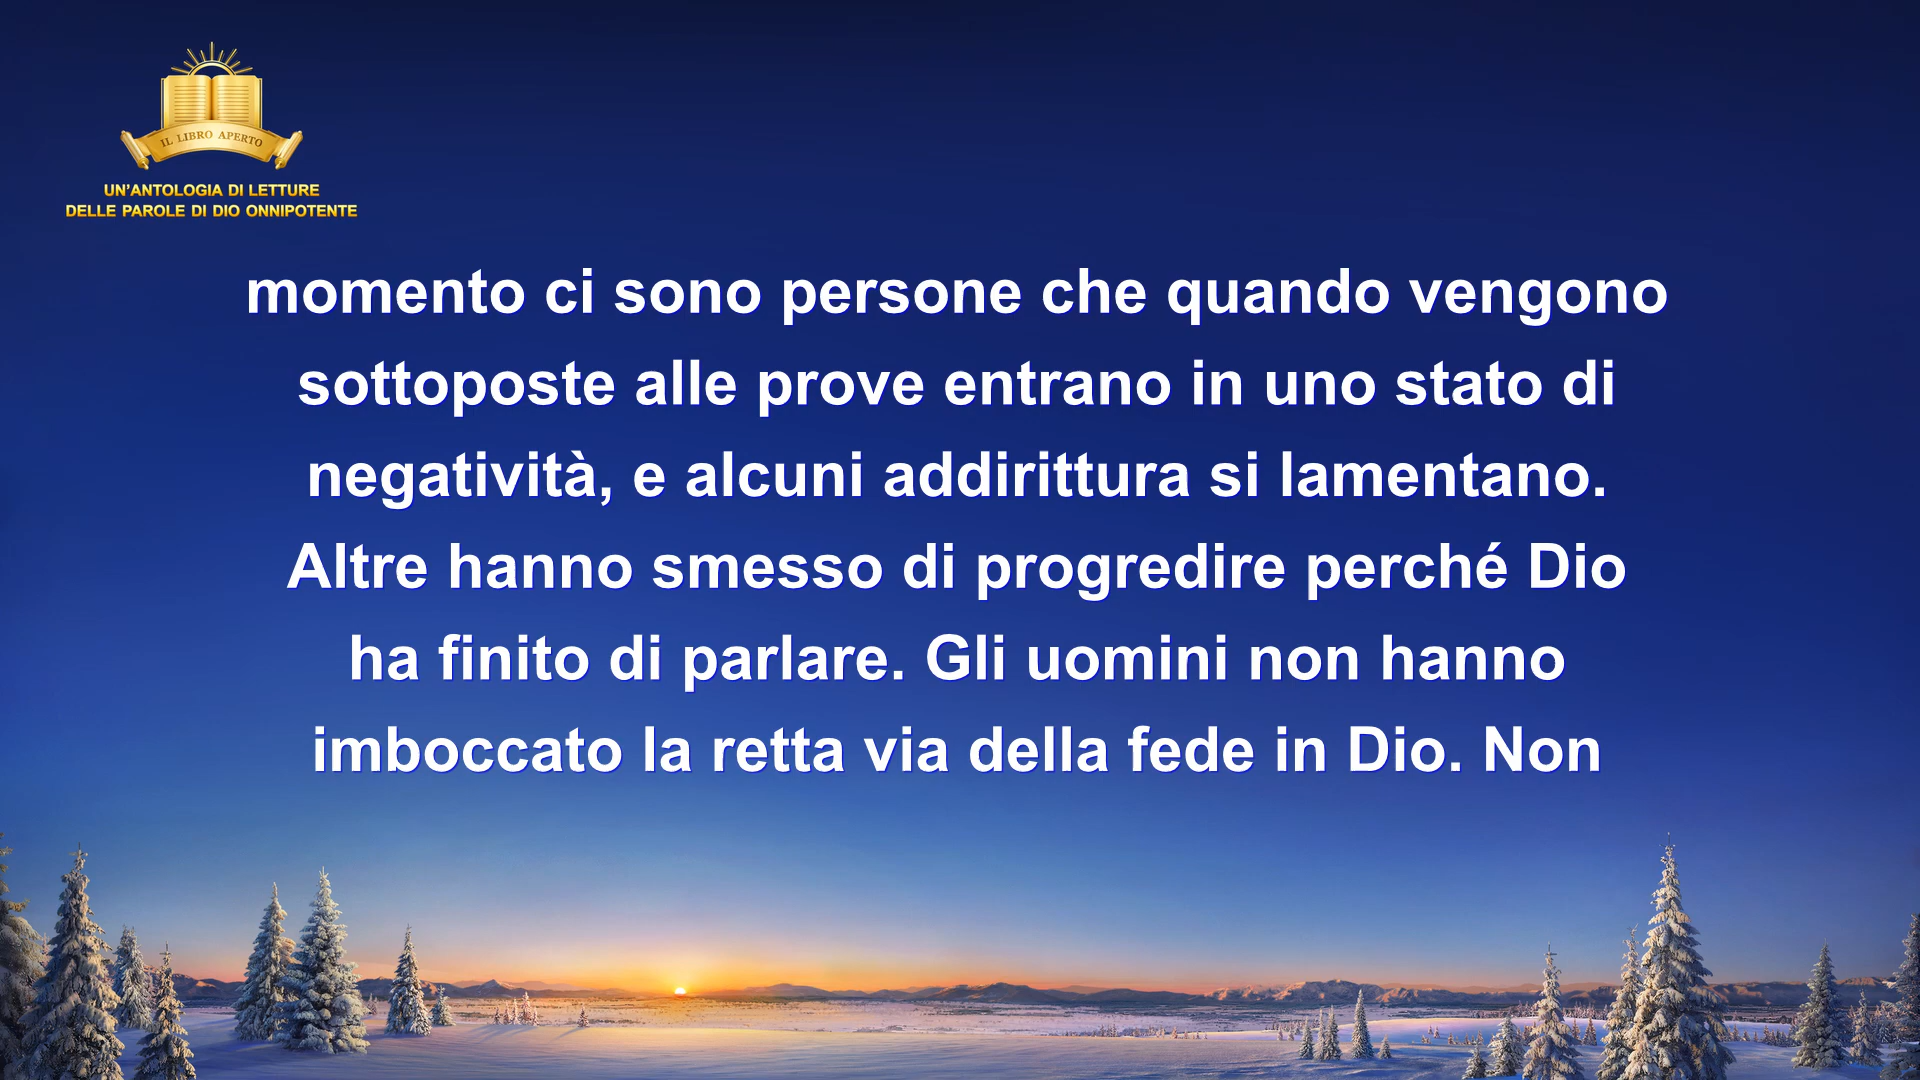 IL LIBRO APERTO
UN'ANTOLOGIA DI LETTURE
DELLE PAROLE DI DIO ONNIPOTENTE
momento ci sono persone che quando vengono
sottoposte alle prove entrano in uno stato di
negatività, e alcuni addirittura si lamentano.
Altre hanno smesso di progredire perché Dio
ha finito di parlare. Gli uomini non hanno
imboccato la retta via della fede in Dio. Non